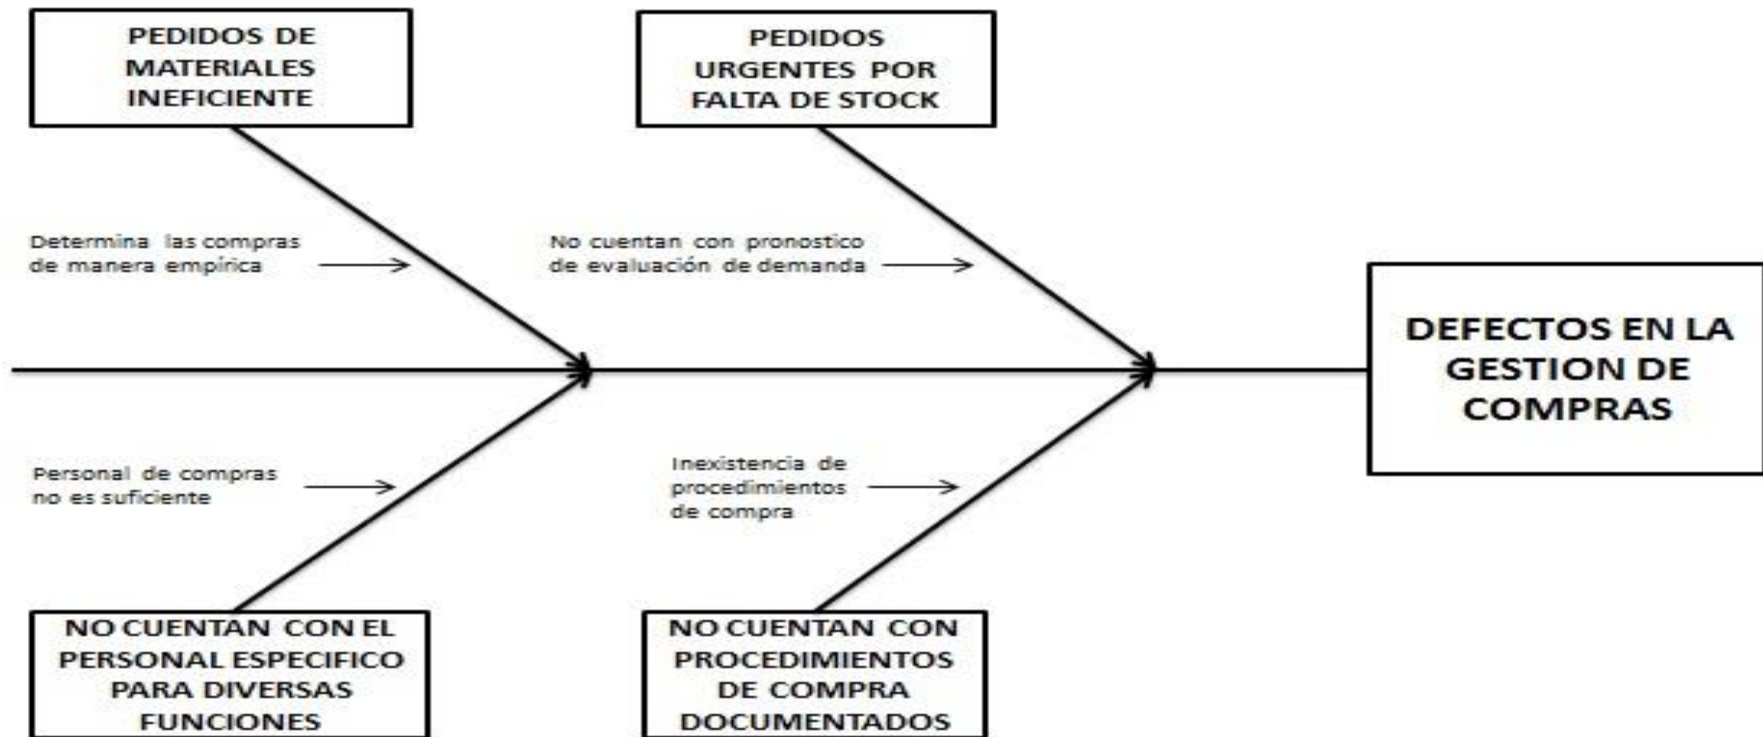 PEDIDOS DE
MATERIALES
INEFICIENTE
PEDIDOS
URGENTES POR
FALTA DE STOCK
Determina las compras
de manera empírica
No cuentan con pronostico
de evaluación de demanda
DEFECTOS EN LA
GESTION DE
COMPRAS
Personal de compras
no es suficiente
Inexistencia de
procedimientos
de compra
NO CUENTAN CON EL
PERSONAL ESPECIFICO
PARA DIVERSAS
FUNCIONES
NO CUENTAN CON
PROCEDIMIENTOS
DE COMPRA
DOCUMENTADOS